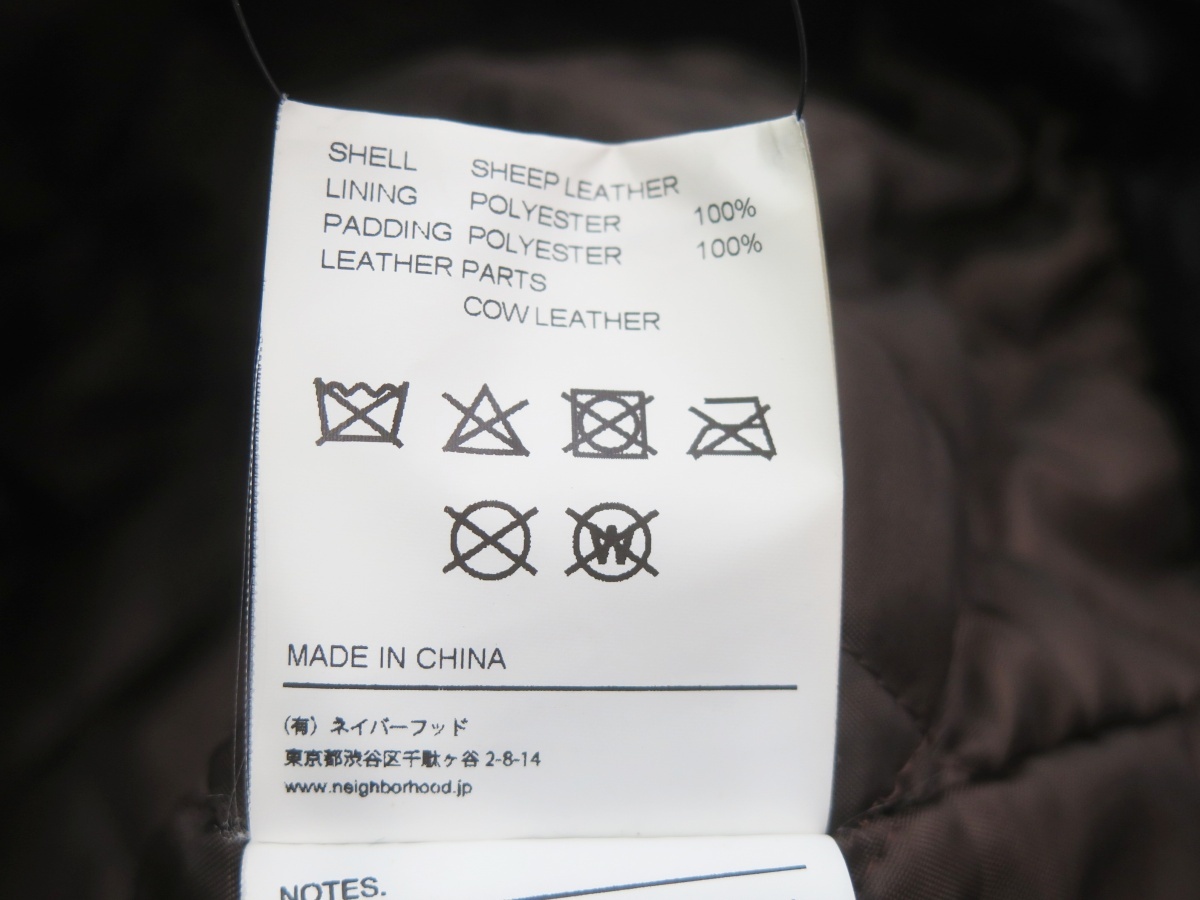 SHELL SHEEP LEATHER
LINING POLYESTER 100%
PADDING POLYESTER 100%
LEATHER PARTS
COW LEATHER
W
MADE IN CHINA
(有) ネイバーフッド
東京都渋谷区千駄ヶ谷 2-8-14
www.neighborhood.jp
NOTES.